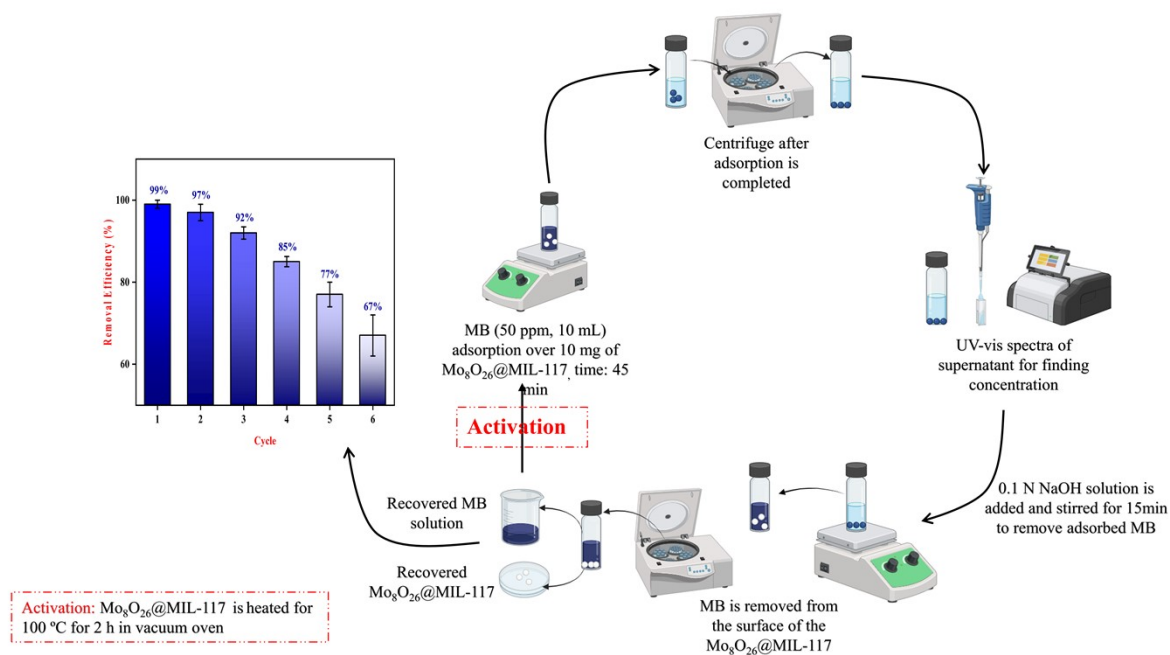 Centrifuge after
adsorption is
completed
99%
97%
92%
85%
77%
67%
100
80
60
Removal Efficiency (%)
1 2 3 4 5 6
Cycle
MB (50 ppm, 10 mL)
adsorption over 10 mg of
Mo₈O₂₆@MIL-117, time: 45
min
Activation
UV-vis spectra of
supernatant for finding
concentration
0.1 N NaOH solution is
added and stirred for 15min
to remove adsorbed MB
Recovered MB
solution
Recovered
Mo₈O₂₆@MIL-117
MB is removed from
the surface of the
Mo₈O₂₆@MIL-117
Activation: Mo₈O₂₆@MIL-117 is heated for
100 ºC for 2 h in vacuum oven